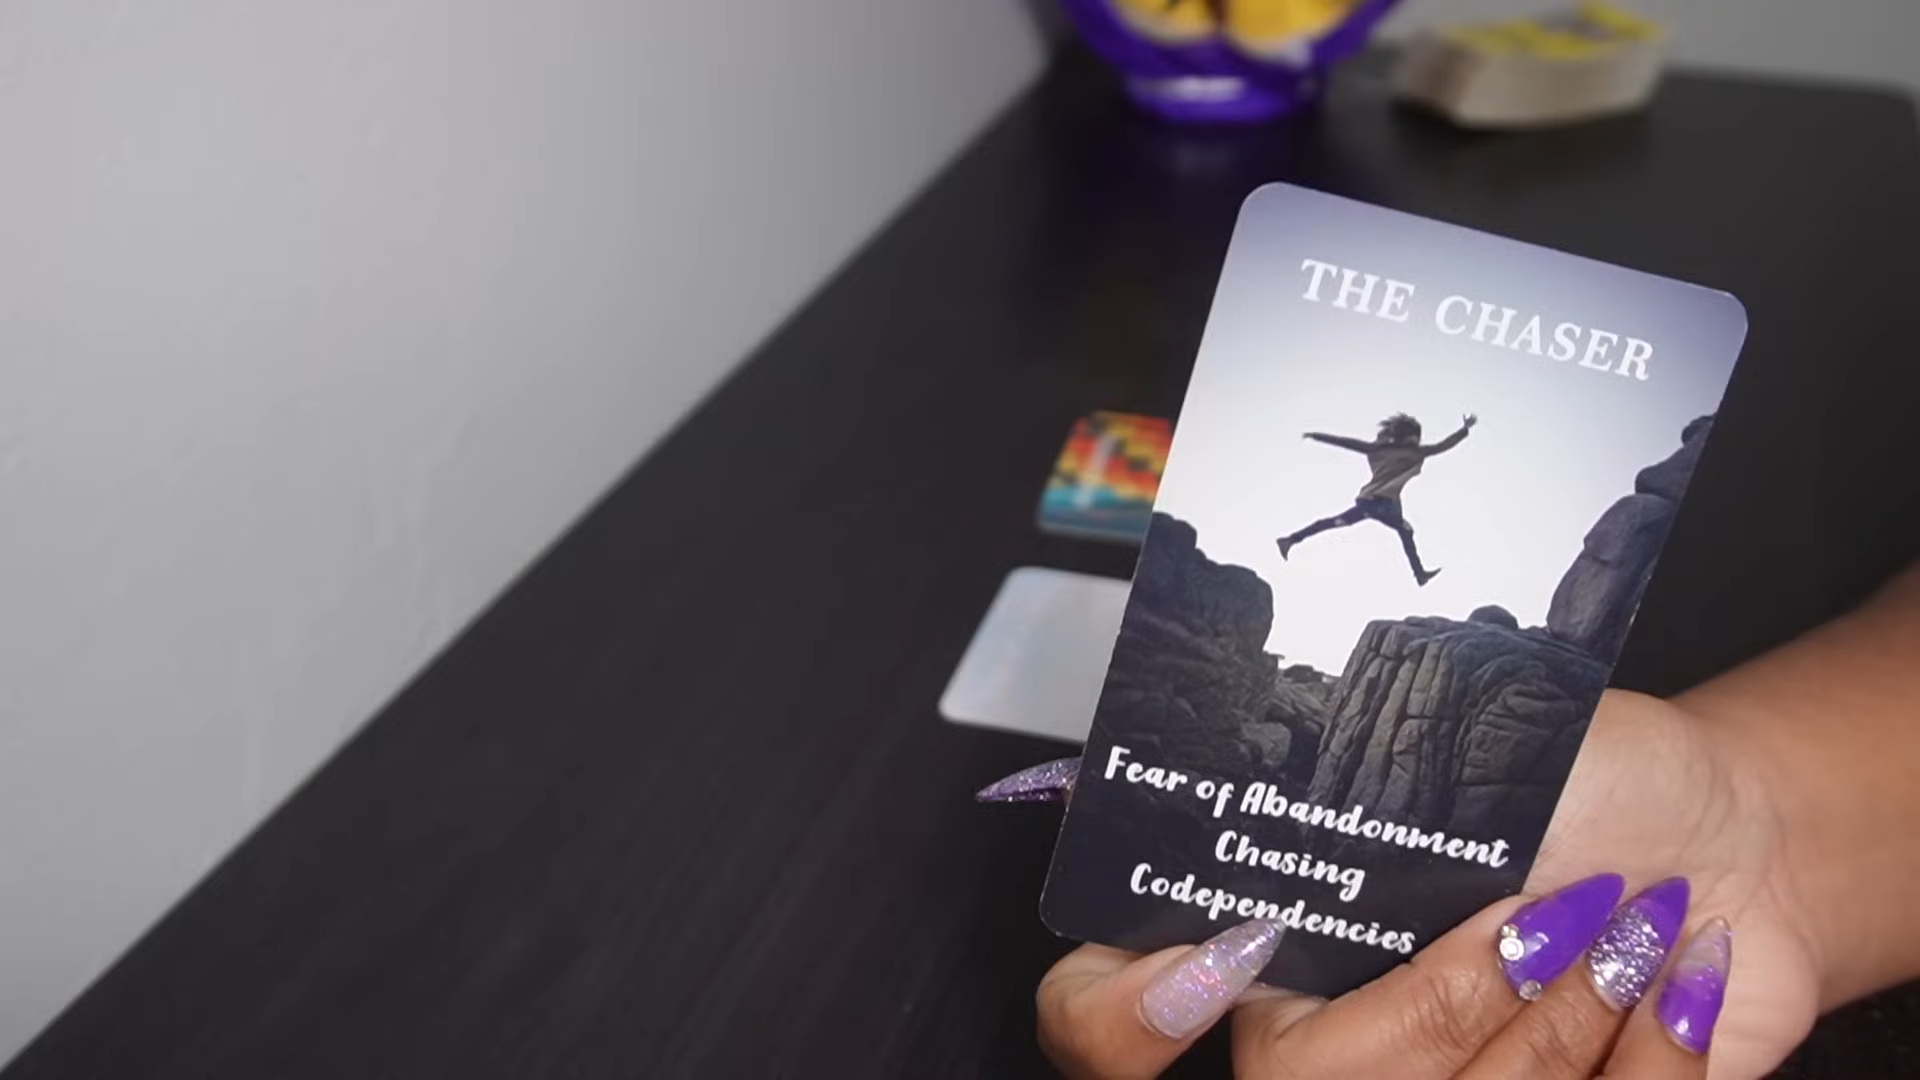 THE CHASER
Fear of Abandonment
Chasing
Codependencies